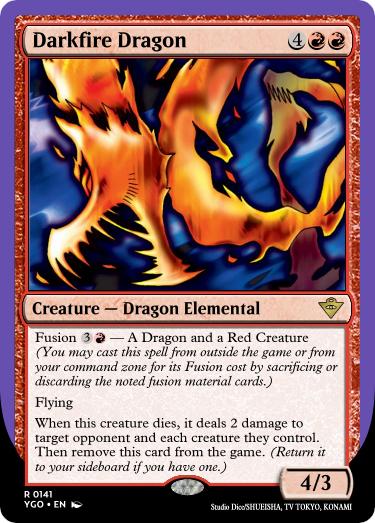 Darkfire Dragon 4
Creature — Dragon Elemental
Fusion 3 — A Dragon and a Red Creature
(You may cast this spell from outside the game or from
your command zone for its Fusion cost by sacrificing or
discarding the noted fusion material cards.)
Flying
When this creature dies, it deals 2 damage to
target opponent and each creature they control.
Then remove this card from the game. (Return it
to your sideboard if you have one.)
4/3
R 0141
YGO • EN
Studio Dice/SHUEISHA, TV TOKYO, KONAMI